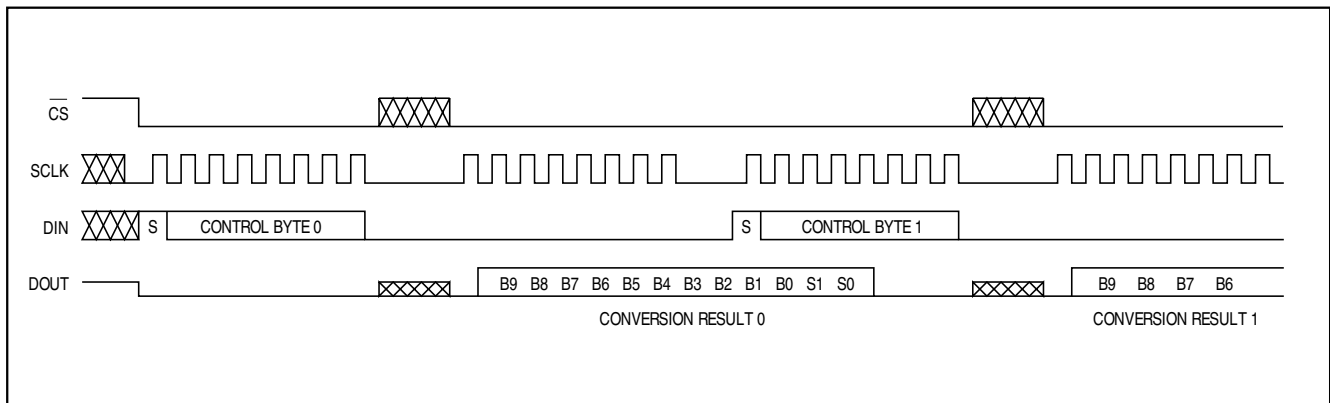 CS
SCLK
DIN S CONTROL BYTE 0 S CONTROL BYTE 1
DOUT B9 B8 B7 B6 B5 B4 B3 B2 B1 B0 S1 S0 B9 B8 B7 B6
CONVERSION RESULT 0 CONVERSION RESULT 1